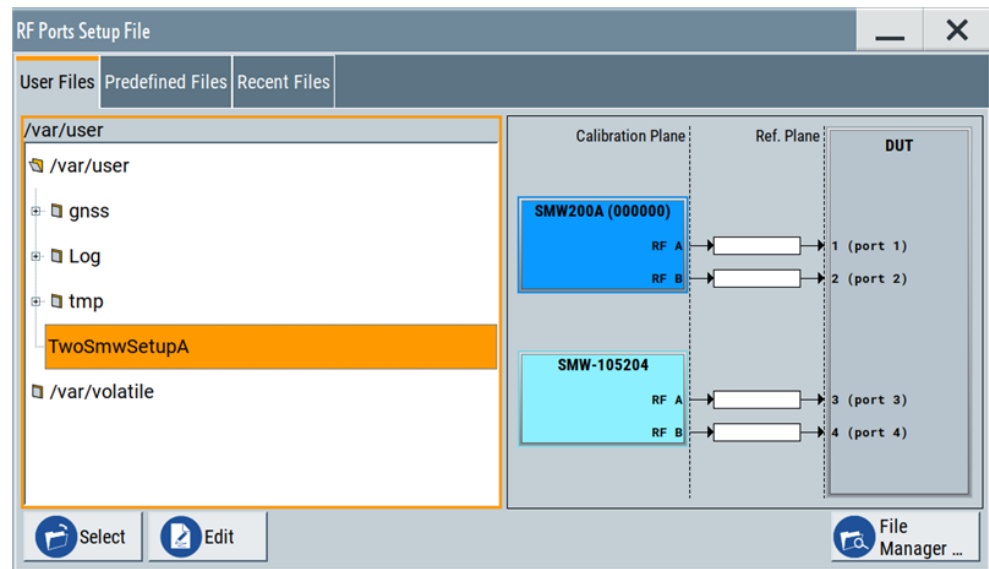 RF Ports Setup File
User Files Predefined Files Recent Files
/var/user
/var/user
gnss
Log
tmp
TwoSmwSetupA
/var/volatile
Calibration Plane Ref. Plane DUT
SMW200A (000000)
RF A 1 (port 1)
RF B 2 (port 2)
SMW-105204
RF A 3 (port 3)
RF B 4 (port 4)
Select Edit
File
Manager ...